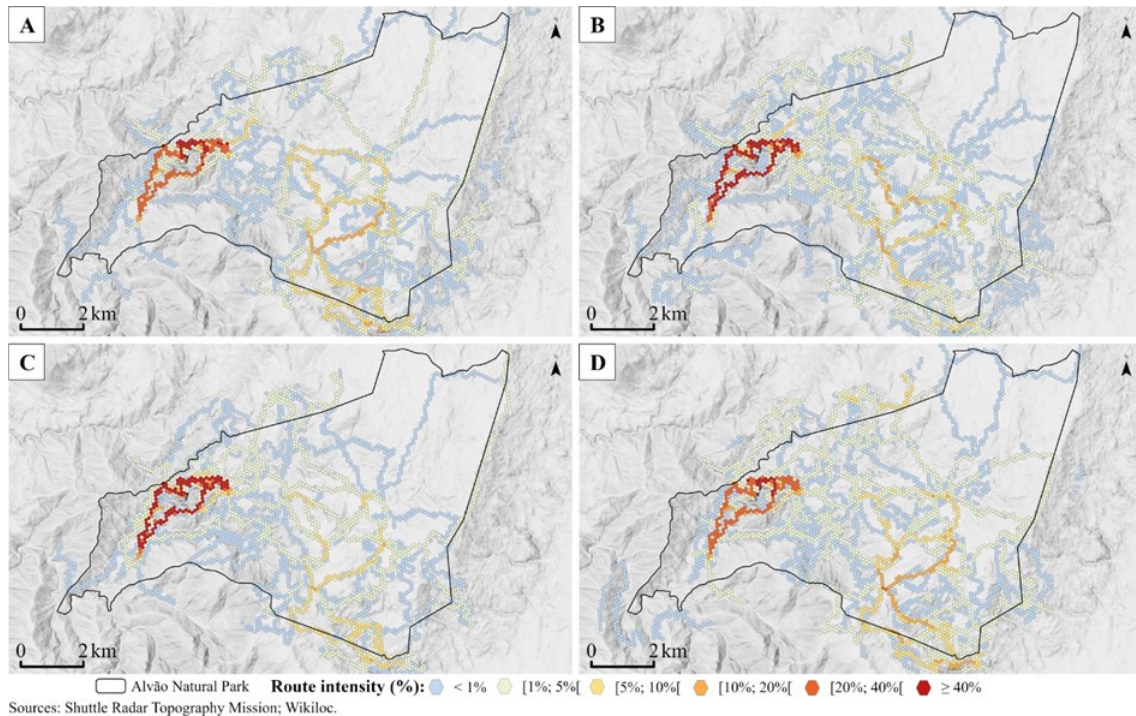 A
B
0 2 km
0 2 km
C
D
0 2 km
0 2 km
Alvão Natural Park Route intensity (%): < 1% [1%; 5%[ [5%; 10%[ [10%; 20%[ [20%; 40%[ ≥ 40%
Sources: Shuttle Radar Topography Mission; Wikiloc.